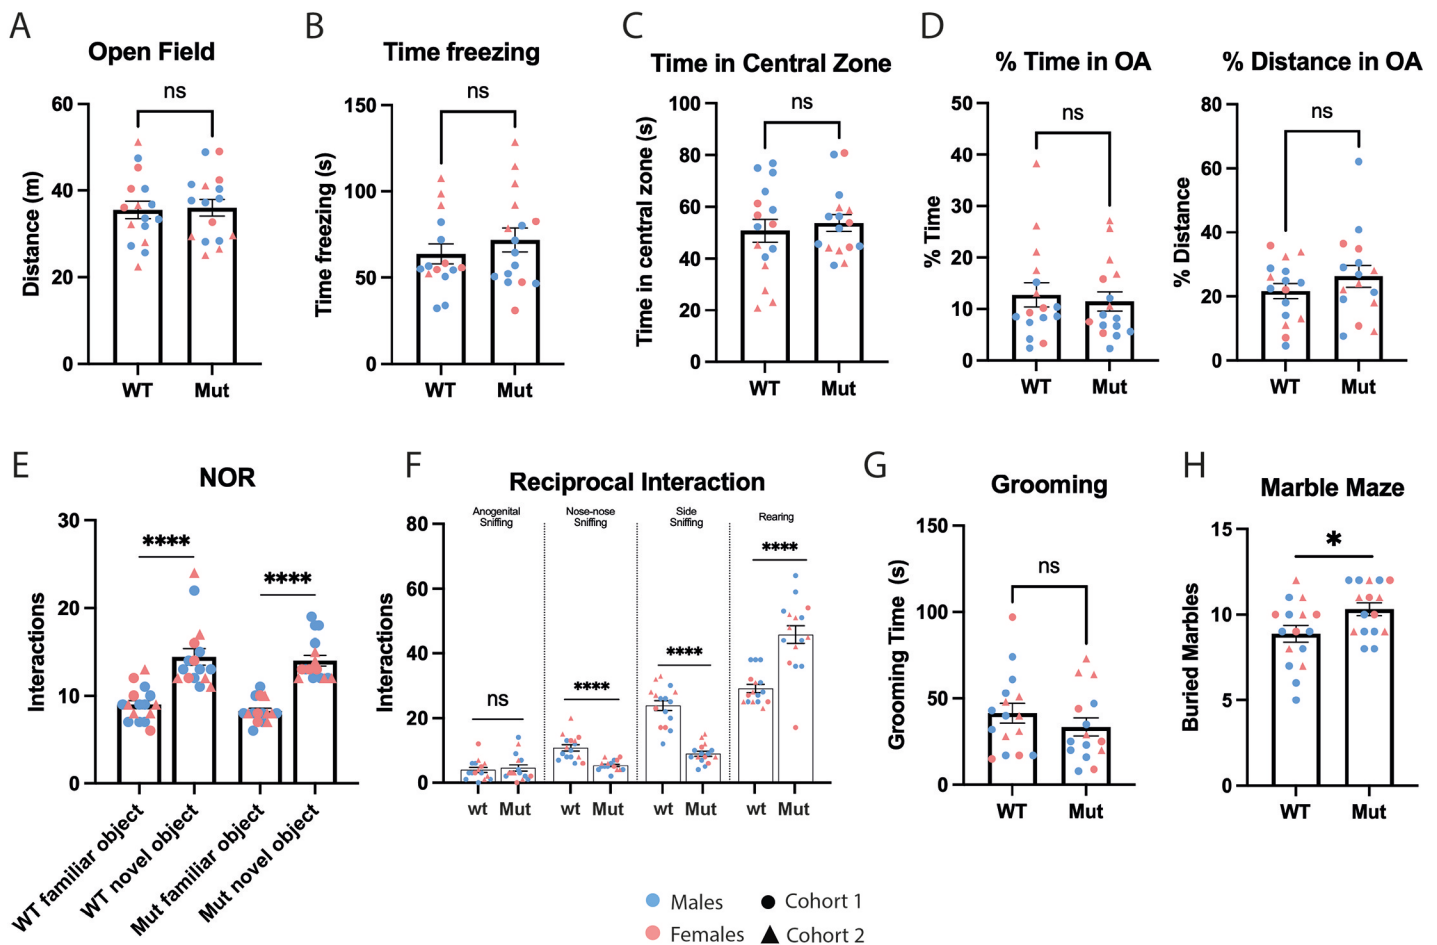 A
Open Field
ns
Distance (m)
60
40
20
0
WT
Mut
B
Time freezing
ns
Time freezing (s)
150
100
50
0
WT
Mut
C
Time in Central Zone
ns
Time in central zone (s)
100
80
60
40
20
0
WT
Mut
D
% Time in OA
ns
% Time
50
40
30
20
10
0
WT
Mut
% Distance in OA
ns
% Distance
80
60
40
20
0
WT
Mut
E
NOR
****
****
Interactions
30
20
10
0
WT familiar object
WT novel object
Mut familiar object
Mut novel object
F
Reciprocal Interaction
Anogenital
Sniffing
Nose-nose
Sniffing
Side
Sniffing
Rearing
ns
****
****
****
Interactions
80
60
40
20
0
wt
Mut
wt
Mut
wt
Mut
wt
Mut
G
Grooming
ns
Grooming Time (s)
150
100
50
0
WT
Mut
H
Marble Maze
*
Buried Marbles
15
10
5
0
WT
Mut
Males
Cohort 1
Females
Cohort 2